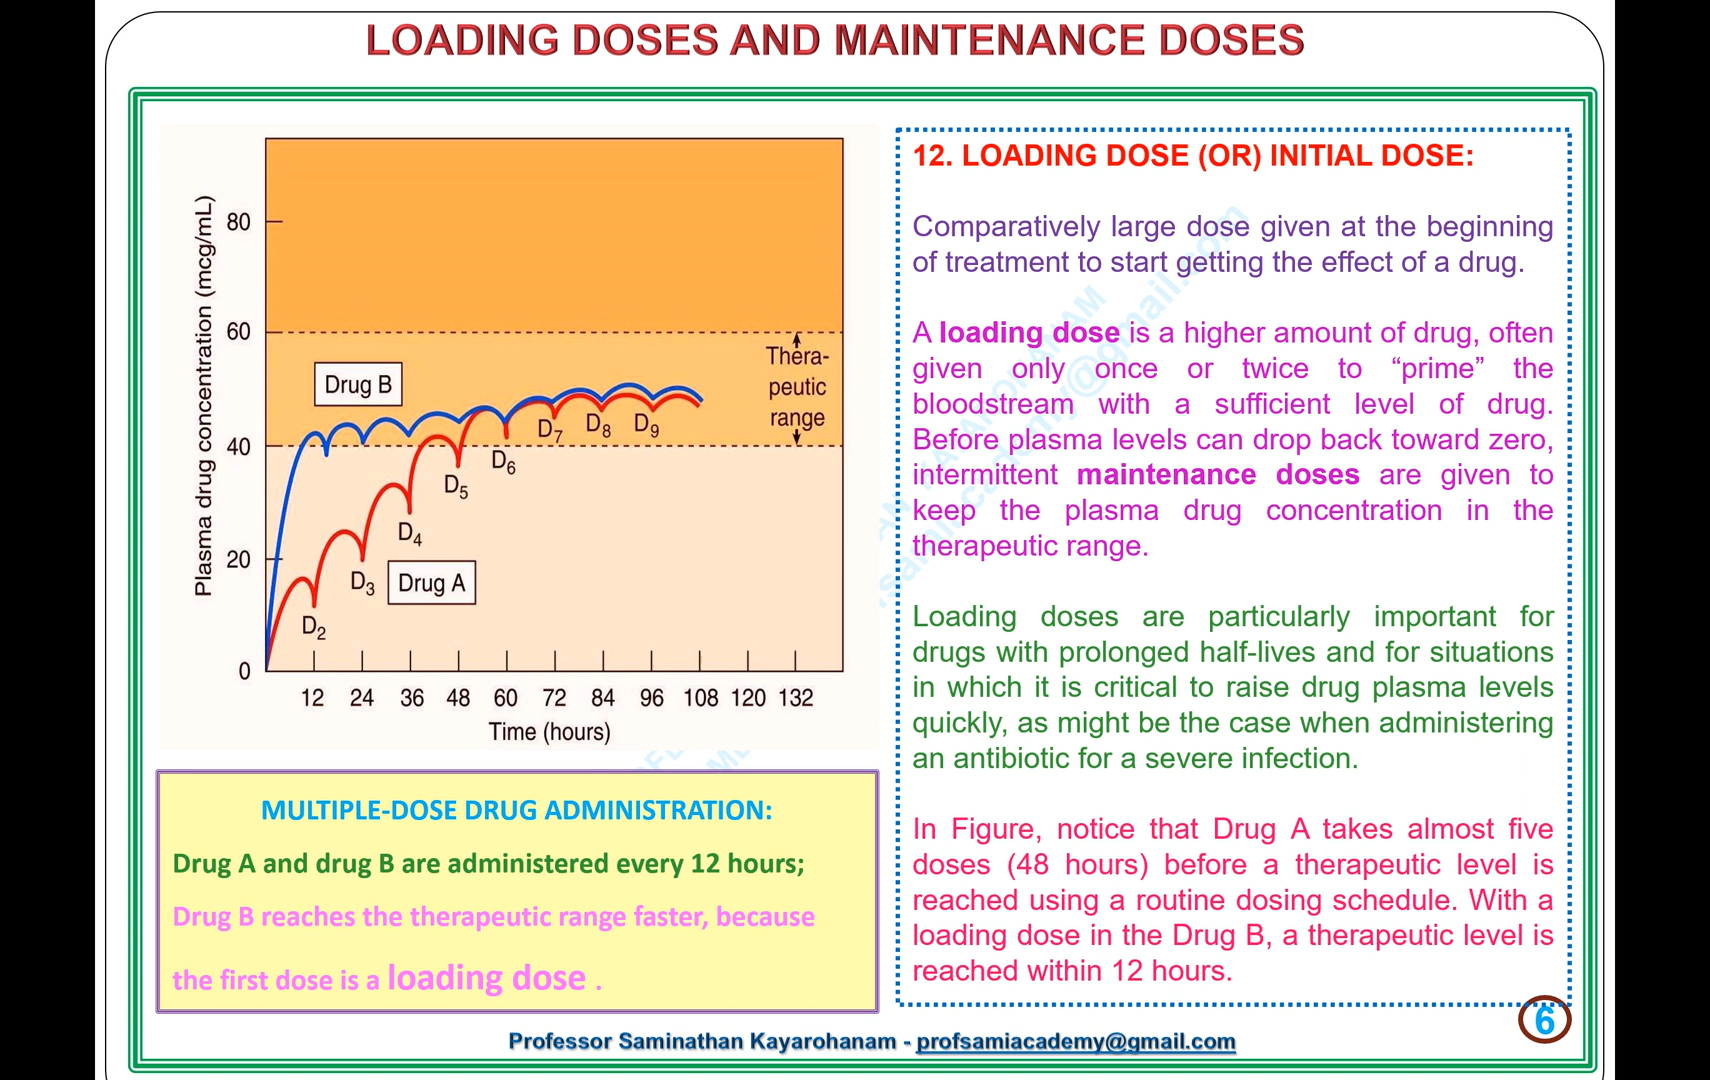 LOADING DOSES AND MAINTENANCE DOSES
Plasma drug concentration (mcg/mL)
80
60
40
20
0
Drug B
Thera-
peutic
range
D7
D8
D9
D6
D5
D4
D3
Drug A
D2
12 24 36 48 60 72 84 96 108 120 132
Time (hours)
MULTIPLE-DOSE DRUG ADMINISTRATION:
Drug A and drug B are administered every 12 hours;
Drug B reaches the therapeutic range faster, because
the first dose is a loading dose .
12. LOADING DOSE (OR) INITIAL DOSE:
Comparatively large dose given at the beginning
of treatment to start getting the effect of a drug.
A loading dose is a higher amount of drug, often
given only once or twice to “prime” the
bloodstream with a sufficient level of drug.
Before plasma levels can drop back toward zero,
intermittent maintenance doses are given to
keep the plasma drug concentration in the
therapeutic range.
Loading doses are particularly important for
drugs with prolonged half-lives and for situations
in which it is critical to raise drug plasma levels
quickly, as might be the case when administering
an antibiotic for a severe infection.
In Figure, notice that Drug A takes almost five
doses (48 hours) before a therapeutic level is
reached using a routine dosing schedule. With a
loading dose in the Drug B, a therapeutic level is
reached within 12 hours.
6
Professor Saminathan Kayarohanam - profsamiacademy@gmail.com